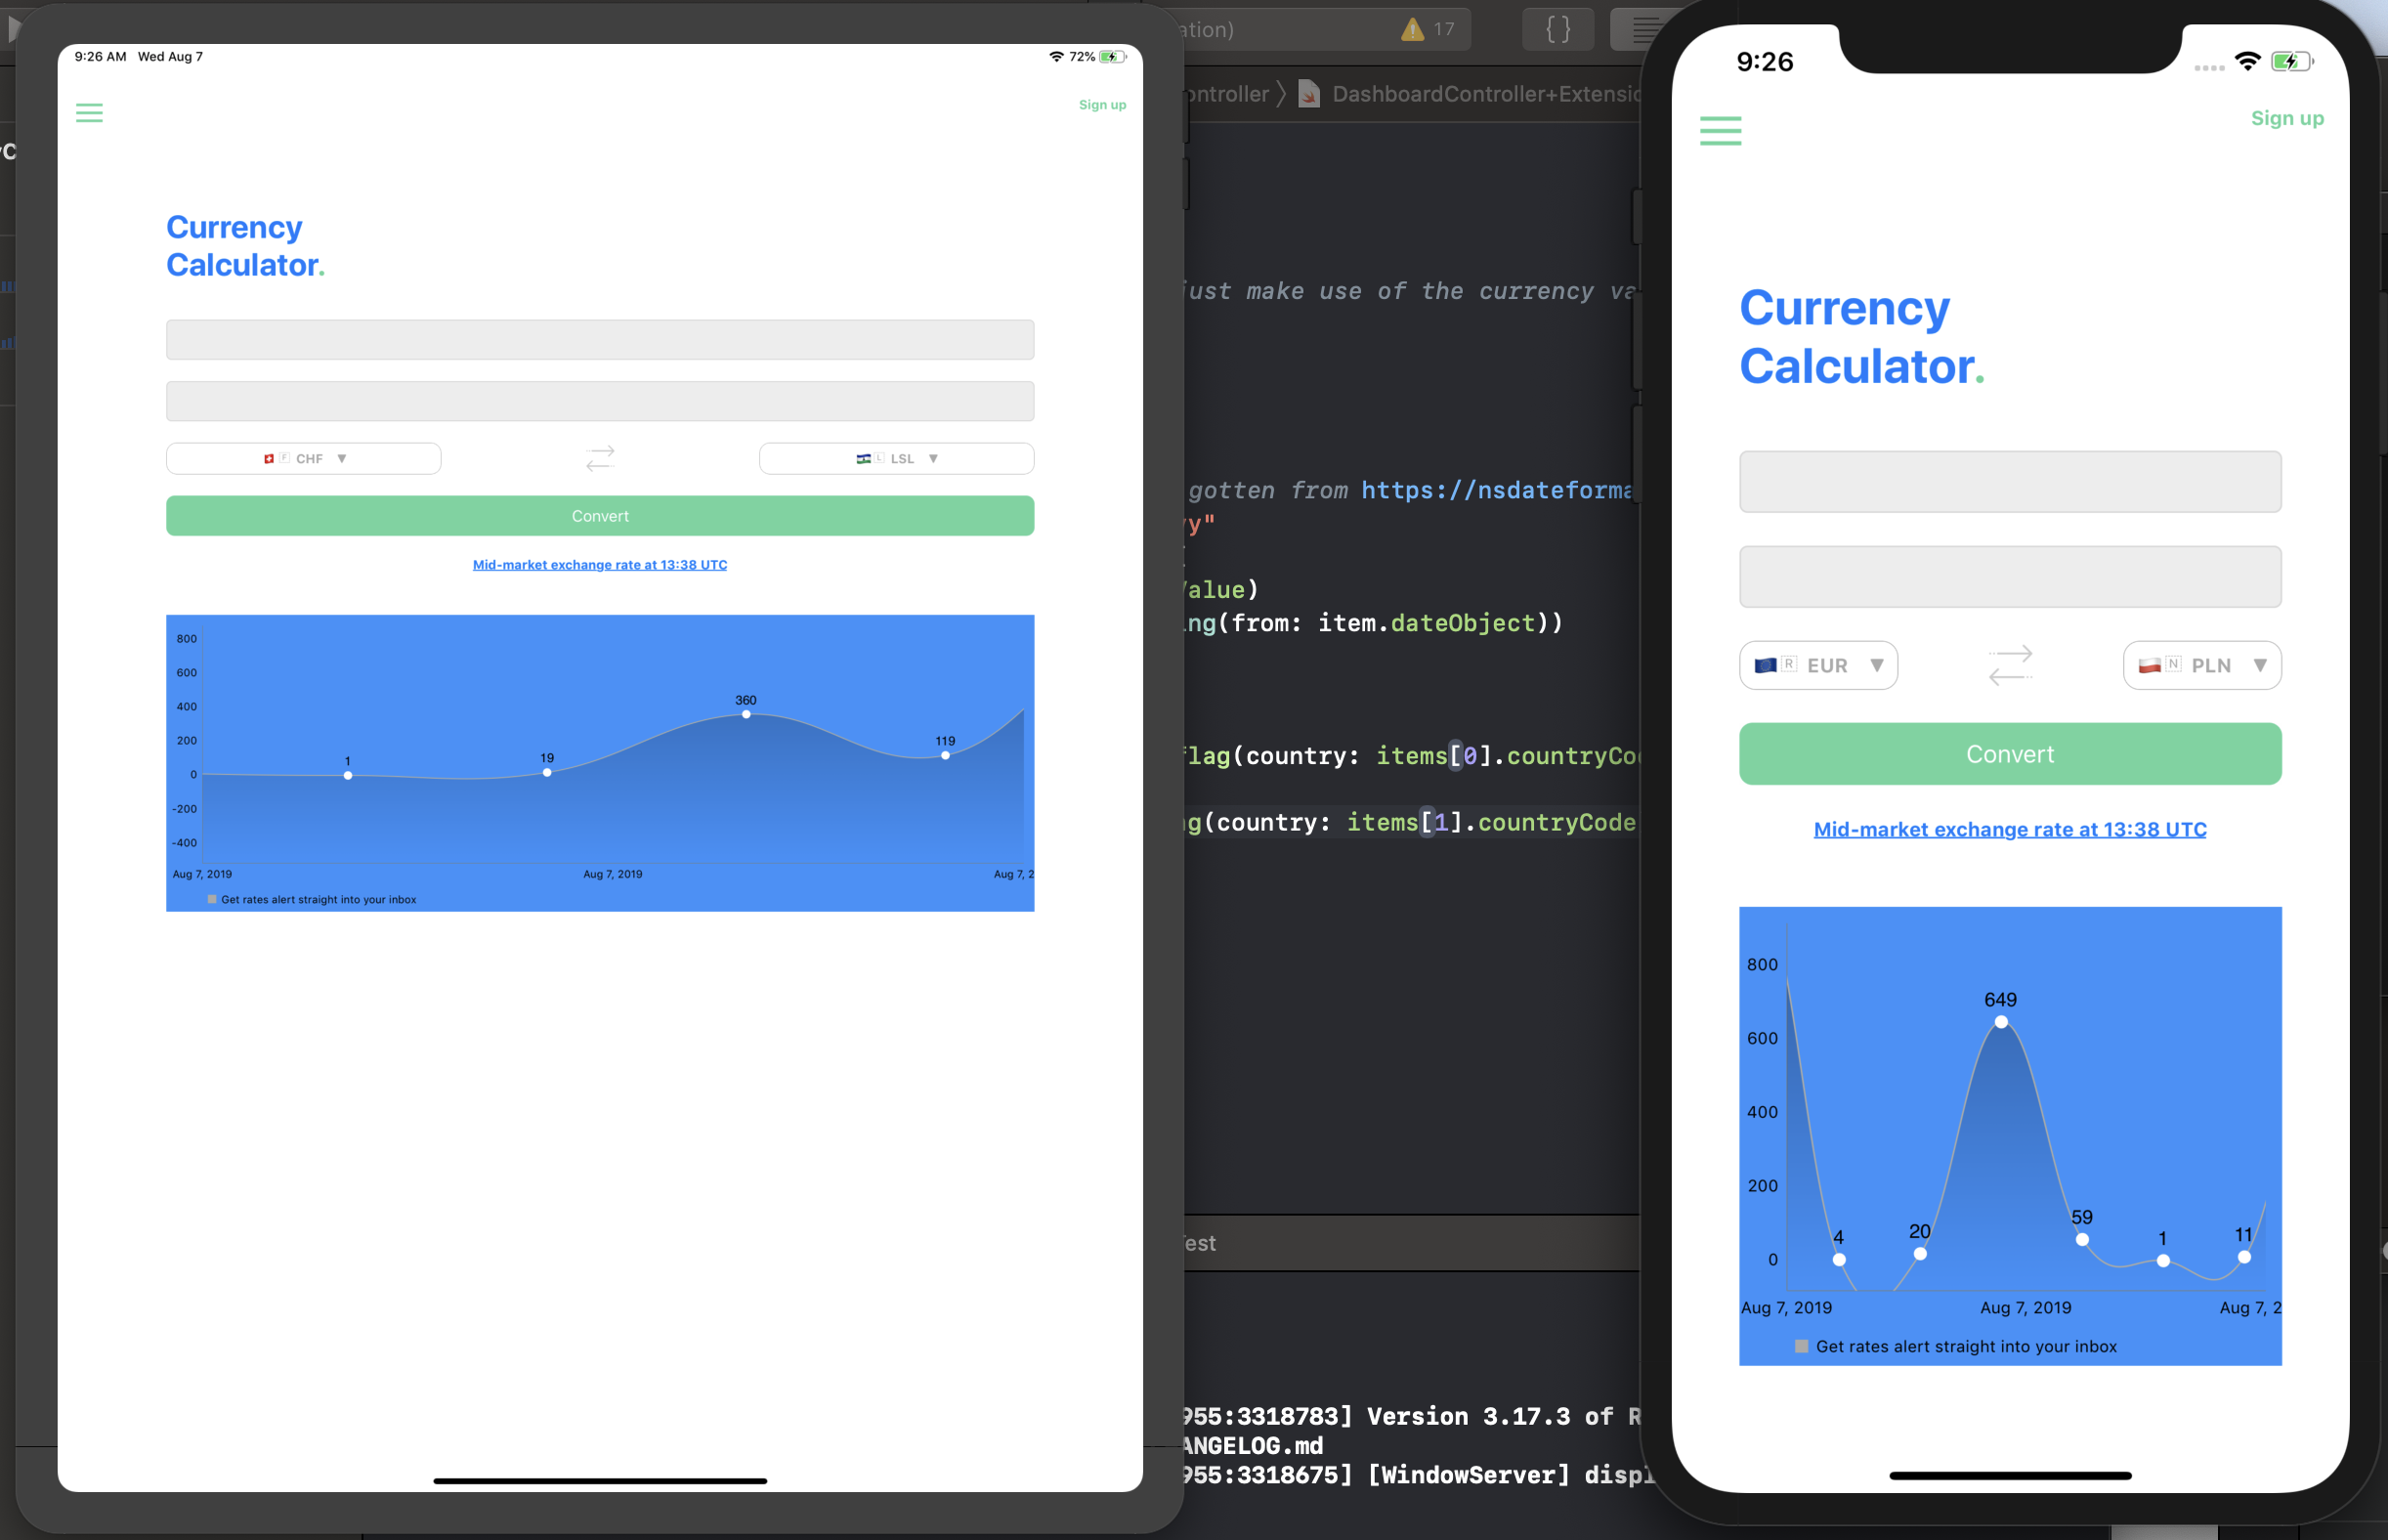 9:26 AM Wed Aug 7
72%
Sign up
Currency
Calculator.
F CHF ▼
L LSL ▼
Convert
Mid-market exchange rate at 13:38 UTC
800
600
400
200
0
-200
-400
1
19
360
119
Aug 7, 2019
Aug 7, 2019
Aug 7, 2
Get rates alert straight into your inbox
17
{}
DashboardController+Extensio
just make use of the currency va
gotten from https://nsdateforma
yy"
Value)
ng(from: item.dateObject))
flag(country: items[0].countryCo
g(country: items[1].countryCode
955:3318783] Version 3.17.3 of R
ANGELOG.md
955:3318675] [WindowServer] displ
9:26
Sign up
Currency
Calculator.
R EUR ▼
N PLN ▼
Convert
Mid-market exchange rate at 13:38 UTC
800
600
400
200
0
4
20
649
59
1
11
Aug 7, 2019
Aug 7, 2019
Aug 7, 2
Get rates alert straight into your inbox